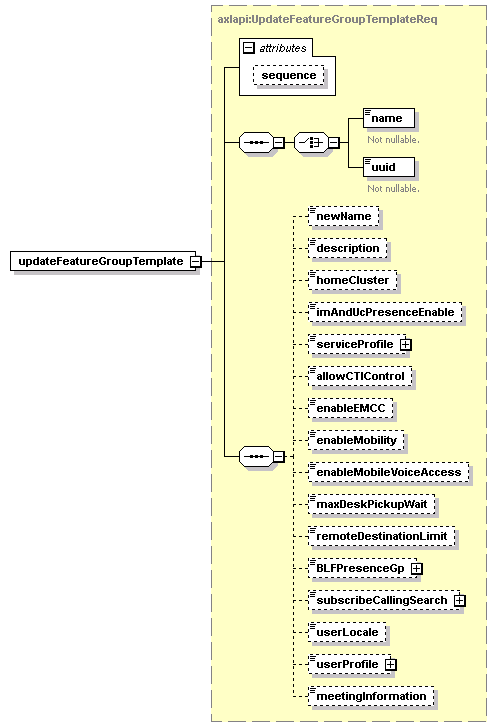 axlapi:UpdateFeatureGroupTemplateReq
attributes
sequence
name
Not nullable.
uuid
Not nullable.
newName
description
homeCluster
updateFeatureGroupTemplate
imAndUcPresenceEnable
serviceProfile
allowCTIControl
enableEMCC
enableMobility
enableMobileVoiceAccess
maxDeskPickupWait
remoteDestinationLimit
BLFPresenceGp
subscribeCallingSearch
userLocale
userProfile
meetingInformation